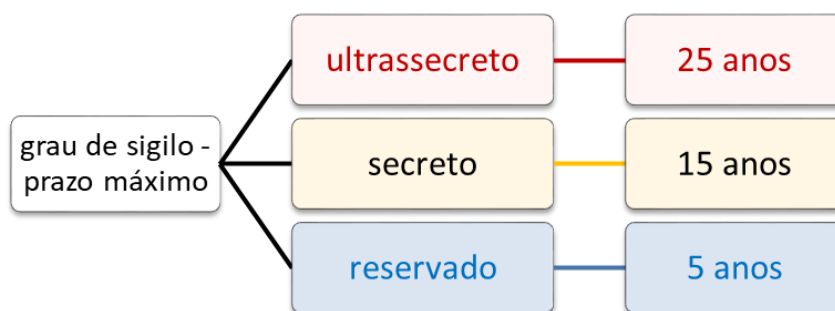 grau de sigilo -
prazo máximo
ultrassecreto
25 anos
secreto
15 anos
reservado
5 anos